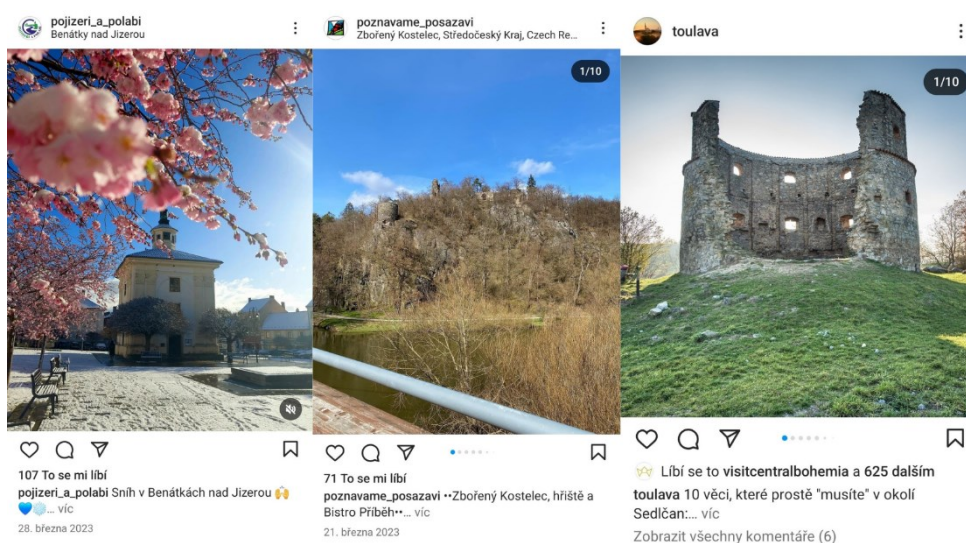 pojizeri_a_polabi
Benátky nad Jizerou
107 To se mi líbí
pojizeri_a_polabi Sníh v Benátkách nad Jizerou 🙌
💙❄️... víc
28. března 2023
poznavame_posazavi
Zbořený Kostelec, Středočeský Kraj, Czech Re...
1/10
71 To se mi líbí
poznavame_posazavi ••Zbořený Kostelec, hřiště a
Bistro Příběh••... víc
21. března 2023
toulava
1/10
Líbí se to visitcentralbohemia a 625 dalším
toulava 10 věcí, které prostě "musíte" v okolí
Sedlčan:... víc
Zobrazit všechny komentáře (6)